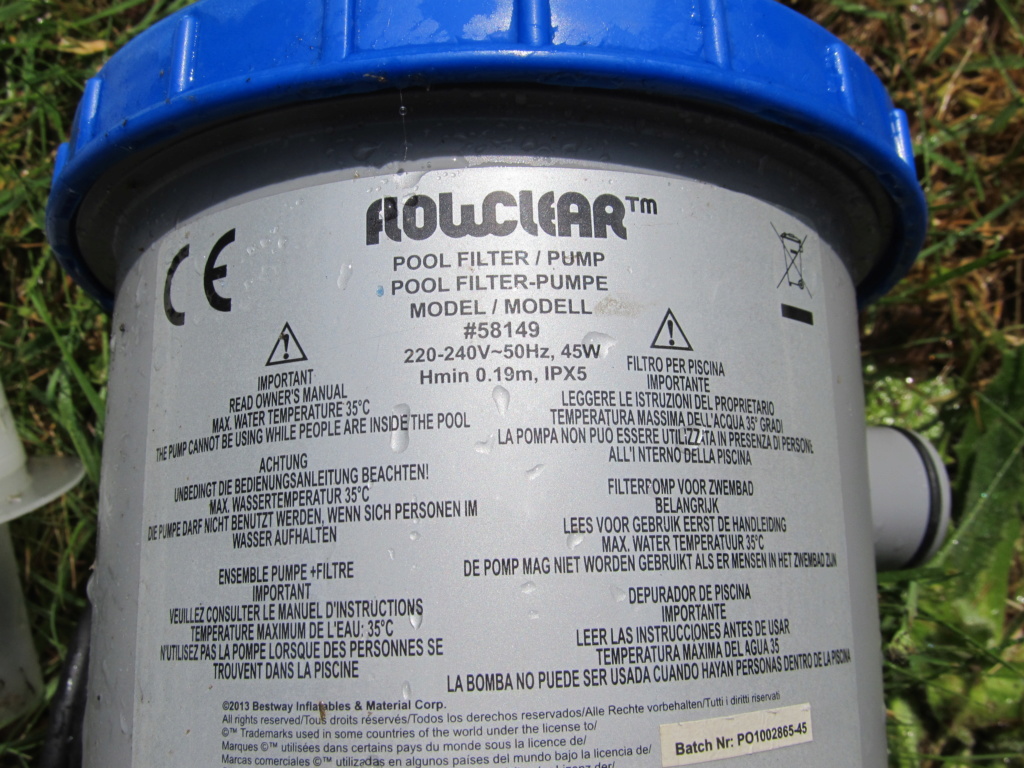 FLOWCLEAR™
CE
POOL FILTER / PUMP
POOL FILTER-PUMPE
MODEL / MODELL
#58149
220-240V~50Hz, 45W
Hmin 0.19m, IPX5
IMPORTANT
READ OWNER'S MANUAL
MAX. WATER TEMPERATURE 35°C
THE PUMP CANNOT BE USING WHILE PEOPLE ARE INSIDE THE POOL
ACHTUNG
UNBEDINGT DIE BEDIENUNGSANLEITUNG BEACHTEN!
MAX. WASSERTEMPERATUR 35°C
DIE PUMPE DARF NICHT BENUTZT WERDEN, WENN SICH PERSONEN IM
WASSER AUFHALTEN
ENSEMBLE PUMPE +FILTRE
IMPORTANT
VEUILLEZ CONSULTER LE MANUEL D'INSTRUCTIONS
TEMPERATURE MAXIMUM DE L'EAU: 35°C
N'UTILISEZ PAS LA POMPE LORSQUE DES PERSONNES SE
TROUVENT DANS LA PISCINE
FILTRO PER PISCINA
IMPORTANTE
LEGGERE LE ISTRUZIONI DEL PROPRIETARIO
TEMPERATURA MASSIMA DELL'ACQUA 35° GRADI
LA POMPA NON PUÒ ESSERE UTILIZZATA IN PRESENZA DI PERSONE
ALL'I NTERNO DELLA PISCINA
FILTERPOMP VOOR ZWEMBAD
BELANGRIJK
LEES VOOR GEBRUIK EERST DE HANDLEIDING
MAX. WATER TEMPERATUUR 35°C
DE POMP MAG NIET WORDEN GEBRUIKT ALS ER MENSEN IN HET ZWEMBAD ZIJN
DEPURADOR DE PISCINA
IMPORTANTE
LEER LAS INSTRUCCIONES ANTES DE USAR
TEMPERATURA MAXIMA DEL AGUA 35
LA BOMBA NO PUEDE SER USADA CUANDO HAYAN PERSONAS DENTRO DE LA PISCINA
©2013 Bestway Inflatables & Material Corp.
All rights reserved/Tous droits réservés/Todos los derechos reservados/Alle Rechte vorbehalten/Tutti i diritti riservati
©™ Trademarks used in some countries of the world under the license to/
Marques ©™ utilisées dans certains pays du monde sous la licence de/
Marcas comerciales ©™ utilizadas en algunos países del mundo bajo la licencia de/
Batch Nr: PO1002865-45